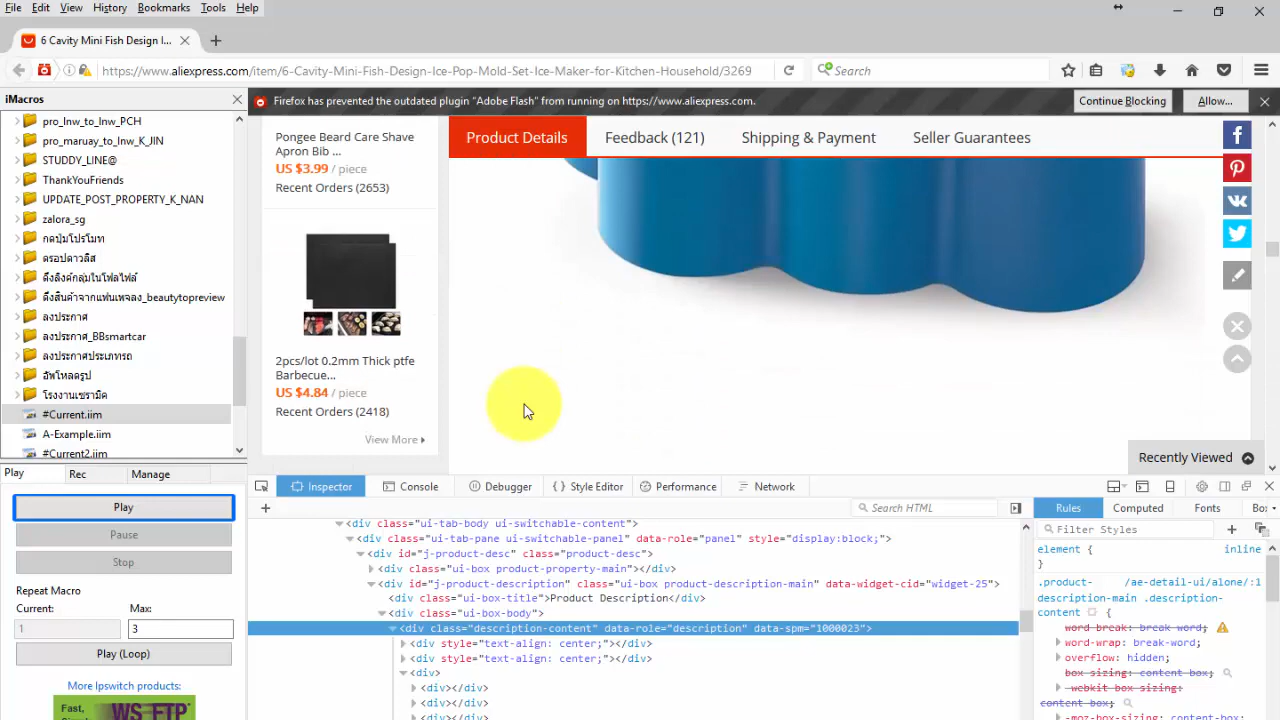 File Edit View History Bookmarks Tools Help
6 Cavity Mini Fish Design I...
https://www.aliexpress.com/item/6-Cavity-Mini-Fish-Design-Ice-Pop-Mold-Set-Ice-Maker-for-Kitchen-Household/3269
Search
iMacros
Firefox has prevented the outdated plugin "Adobe Flash" from running on https://www.aliexpress.com.
Continue Blocking
Allow...
pro_lnw_to_lnw_PCH
pro_maruay_to_lnw_K_JIN
STUDDY_LINE@
ThankYouFriends
UPDATE_POST_PROPERTY_K_NAN
zalora_sg
กดปุ่มโปรโมท
ดรอปดาวลิส
ดึงลิงค์กลุ่มในโฟลไฟล์
ดึงสินค้าจากแฟนเพลง_beautytopreview
ลงประกาศ
ลงประกาศ_BBsmartcar
ลงประกาศประเภทรถ
อัพโหลดรูป
โรงงานเซรามิค
#Current.iim
A-Example.iim
#Current2.iim
Play
Rec
Manage
Play
Pause
Stop
Repeat Macro
Current:
Max:
1
3
Play (Loop)
More Ipswitch products:
Fast,
WS_FTP
Pongee Beard Care Shave
Apron Bib ...
US $3.99 / piece
Recent Orders (2653)
2pcs/lot 0.2mm Thick ptfe
Barbecue...
US $4.84 / piece
Recent Orders (2418)
View More
Product Details
Feedback (121)
Shipping & Payment
Seller Guarantees
Recently Viewed
Inspector
Console
Debugger
Style Editor
Performance
Network
Search HTML
<div class="ui-tab-body ui-switchable-content">
<div class="ui-tab-pane ui-switchable-panel" data-role="panel" style="display:block;">
<div id="j-product-desc" class="product-desc">
<div class="ui-box product-property-main"></div>
<div id="j-product-description" class="ui-box product-description-main" data-widget-cid="widget-25">
<div class="ui-box-title">Product Description</div>
<div class="ui-box-body">
<div class="description-content" data-role="description" data-spm="1000023">
<div style="text-align: center;"></div>
<div style="text-align: center;"></div>
<div>
<div></div>
<div></div>
<div></div>
Rules
Computed
Fonts
Bo
Filter Styles
element {
inline
}
.product-
/ae-detail-ui/alone/:1
description-main .description-
content {
word-break: break-word;
word-wrap: break-word;
overflow: hidden;
box-sizing: content-box;
-webkit-box-sizing:
content-box;
-moz-box-sizing: content-box;